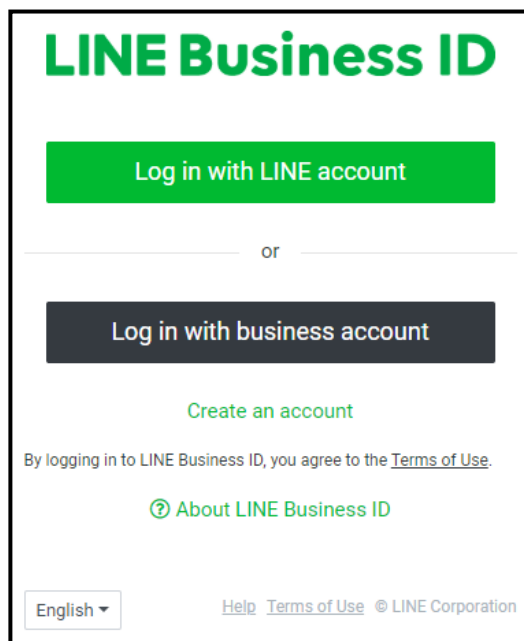 LINE Business ID
Log in with LINE account
or
Log in with business account
Create an account
By logging in to LINE Business ID, you agree to the Terms of Use.
About LINE Business ID
English
Help Terms of Use © LINE Corporation